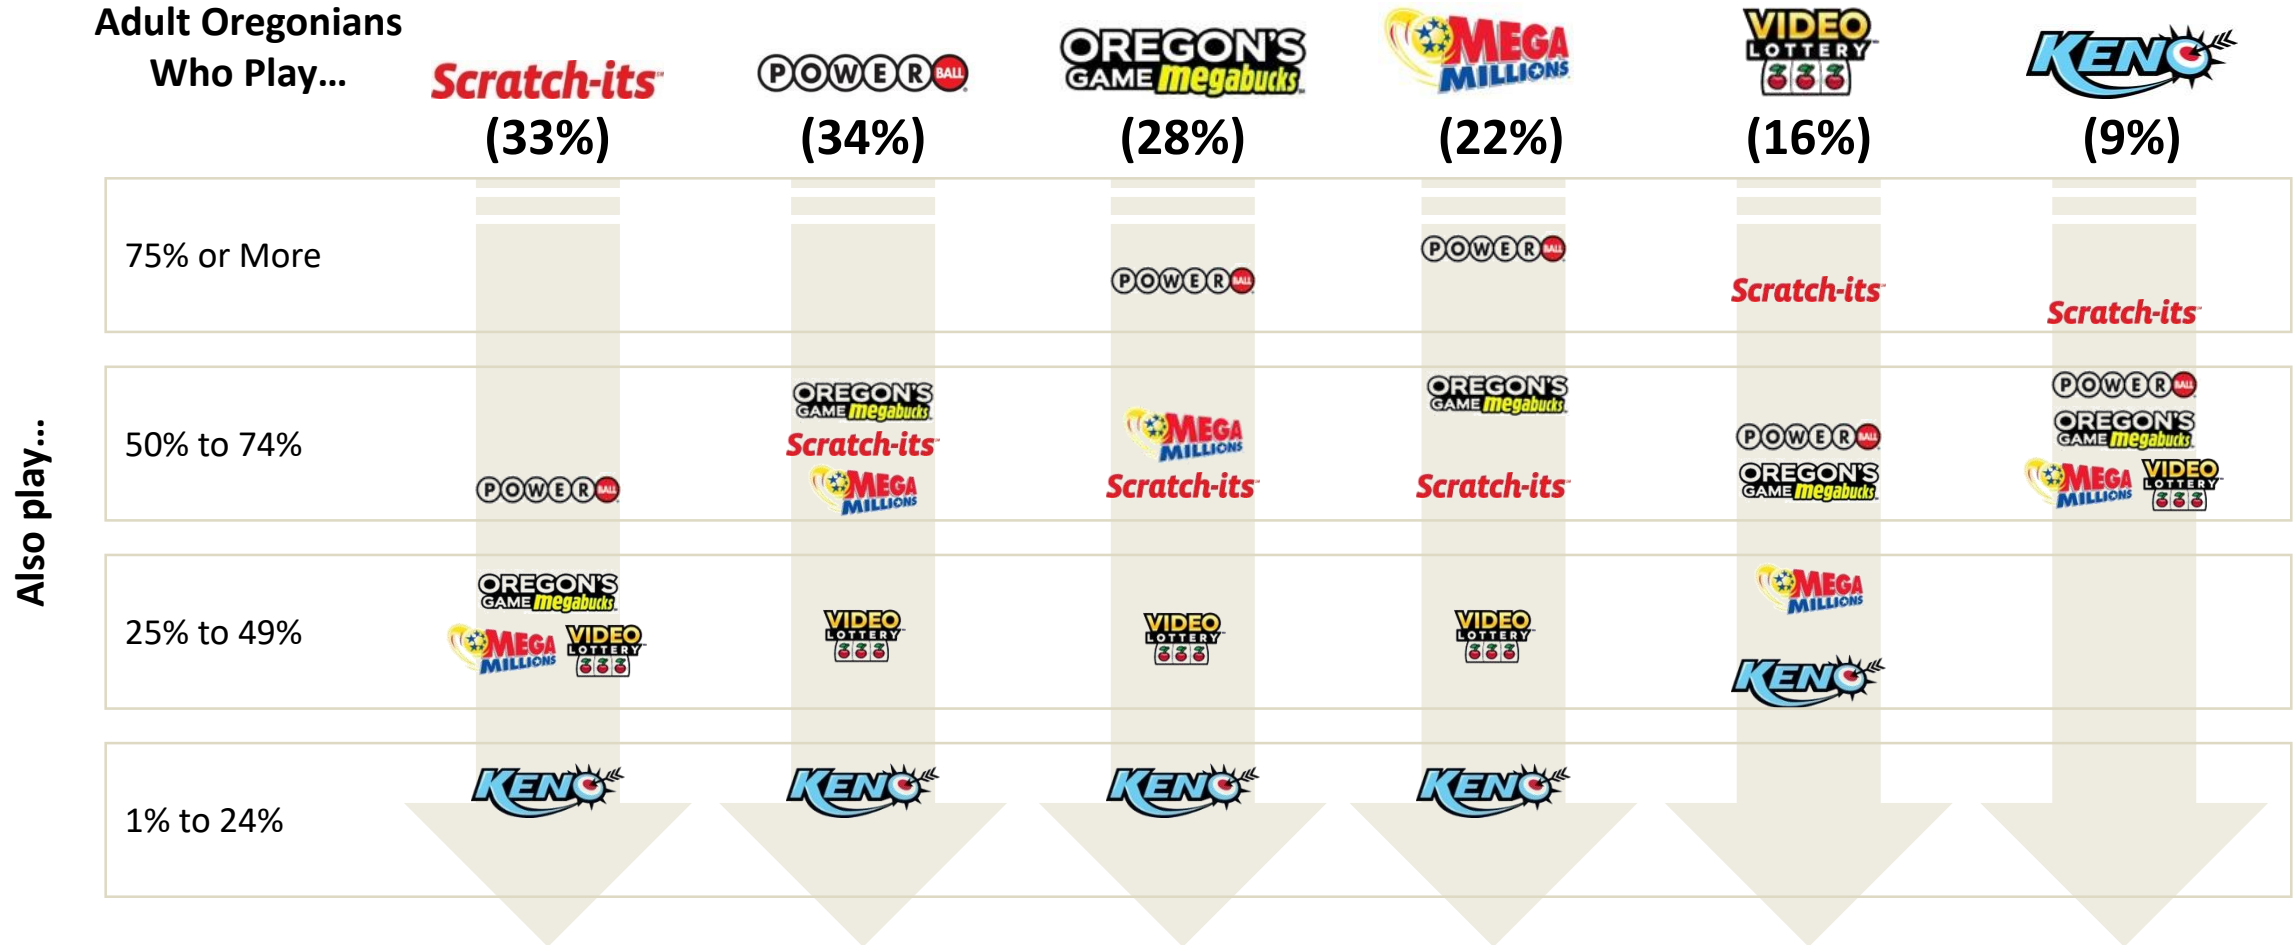 Adult Oregonians
Who Play...
Scratch-its
POWERBALL
OREGON'S
GAME megabucks
MEGA
MILLIONS
VIDEO
LOTTERY
KENO
(33%)
(34%)
(28%)
(22%)
(16%)
(9%)
Also play...
75% or More
POWERBALL
POWERBALL
Scratch-its
Scratch-its
50% to 74%
POWERBALL
OREGON'S
GAME megabucks
Scratch-its
MEGA
MILLIONS
MEGA
MILLIONS
Scratch-its
OREGON'S
GAME megabucks
Scratch-its
POWERBALL
OREGON'S
GAME megabucks
POWERBALL
OREGON'S
GAME megabucks
MEGA
MILLIONS
VIDEO
LOTTERY
25% to 49%
OREGON'S
GAME megabucks
MEGA
MILLIONS
VIDEO
LOTTERY
VIDEO
LOTTERY
VIDEO
LOTTERY
VIDEO
LOTTERY
MEGA
MILLIONS
KENO
1% to 24%
KENO
KENO
KENO
KENO